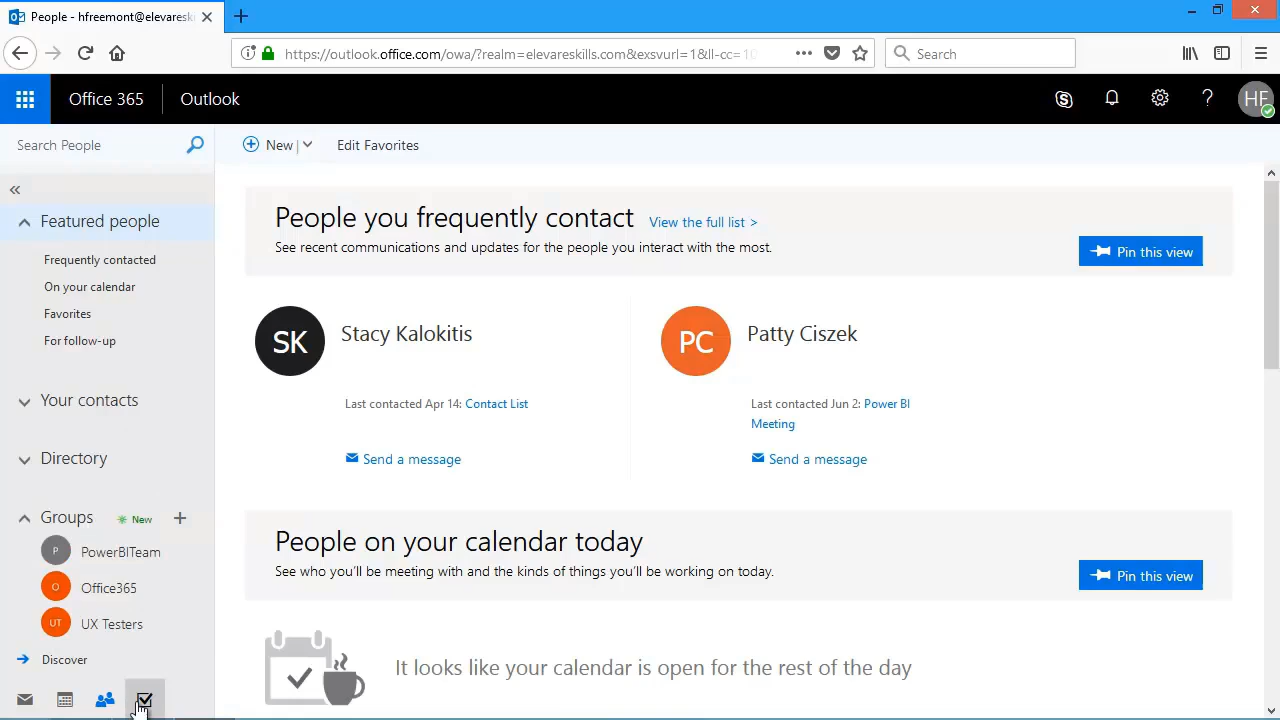 People - hfreemont@elevaresk
https://outlook.office.com/owa/?realm=elevareskills.com&exsvurl=1&ll-cc=10
Search
Office 365
Outlook
HF
Search People
New
Edit Favorites
Featured people
Frequently contacted
On your calendar
Favorites
For follow-up
Your contacts
Directory
Groups
New
P
PowerBITeam
O
Office365
UT
UX Testers
Discover
People you frequently contact
View the full list >
See recent communications and updates for the people you interact with the most.
Pin this view
SK
Stacy Kalokitis
Last contacted Apr 14: Contact List
Send a message
PC
Patty Ciszek
Last contacted Jun 2: Power BI
Meeting
Send a message
People on your calendar today
See who you'll be meeting with and the kinds of things you'll be working on today.
Pin this view
It looks like your calendar is open for the rest of the day